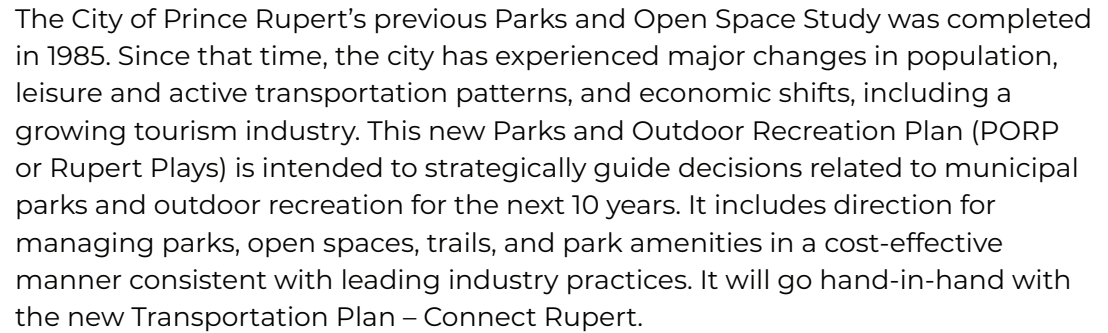 The City of Prince Rupert’s previous Parks and Open Space Study was completed
in 1985. Since that time, the city has experienced major changes in population,
leisure and active transportation patterns, and economic shifts, including a
growing tourism industry. This new Parks and Outdoor Recreation Plan (PORP
or Rupert Plays) is intended to strategically guide decisions related to municipal
parks and outdoor recreation for the next 10 years. It includes direction for
managing parks, open spaces, trails, and park amenities in a cost-effective
manner consistent with leading industry practices. It will go hand-in-hand with
the new Transportation Plan – Connect Rupert.